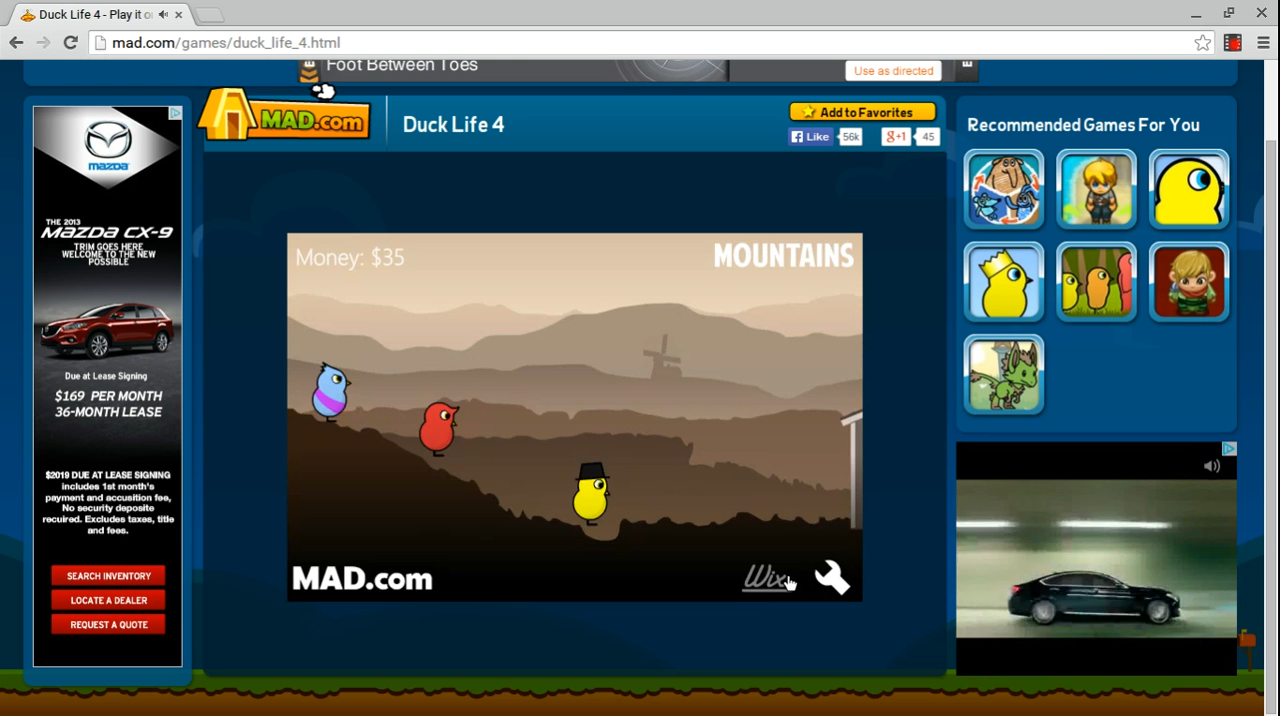 Duck Life 4 - Play it o
mad.com/games/duck_life_4.html
Foot Between Toes
Use as directed
MAD.com
Duck Life 4
Add to Favorites
Like 56k
+1 45
Recommended Games For You
mazda
THE 2013
MAZDA CX-9
TRIM GOES HERE
WELCOME TO THE NEW
POSSIBLE
Due at Lease Signing
$169 PER MONTH
36-MONTH LEASE
$2019 DUE AT LEASE SIGNING
includes 1st month's
payment and accusition fee,
No security deposite
recuired. Excludes taxes, title
and fees.
SEARCH INVENTORY
LOCATE A DEALER
REQUEST A QUOTE
Money: $35
MOUNTAINS
MAD.com
Wix